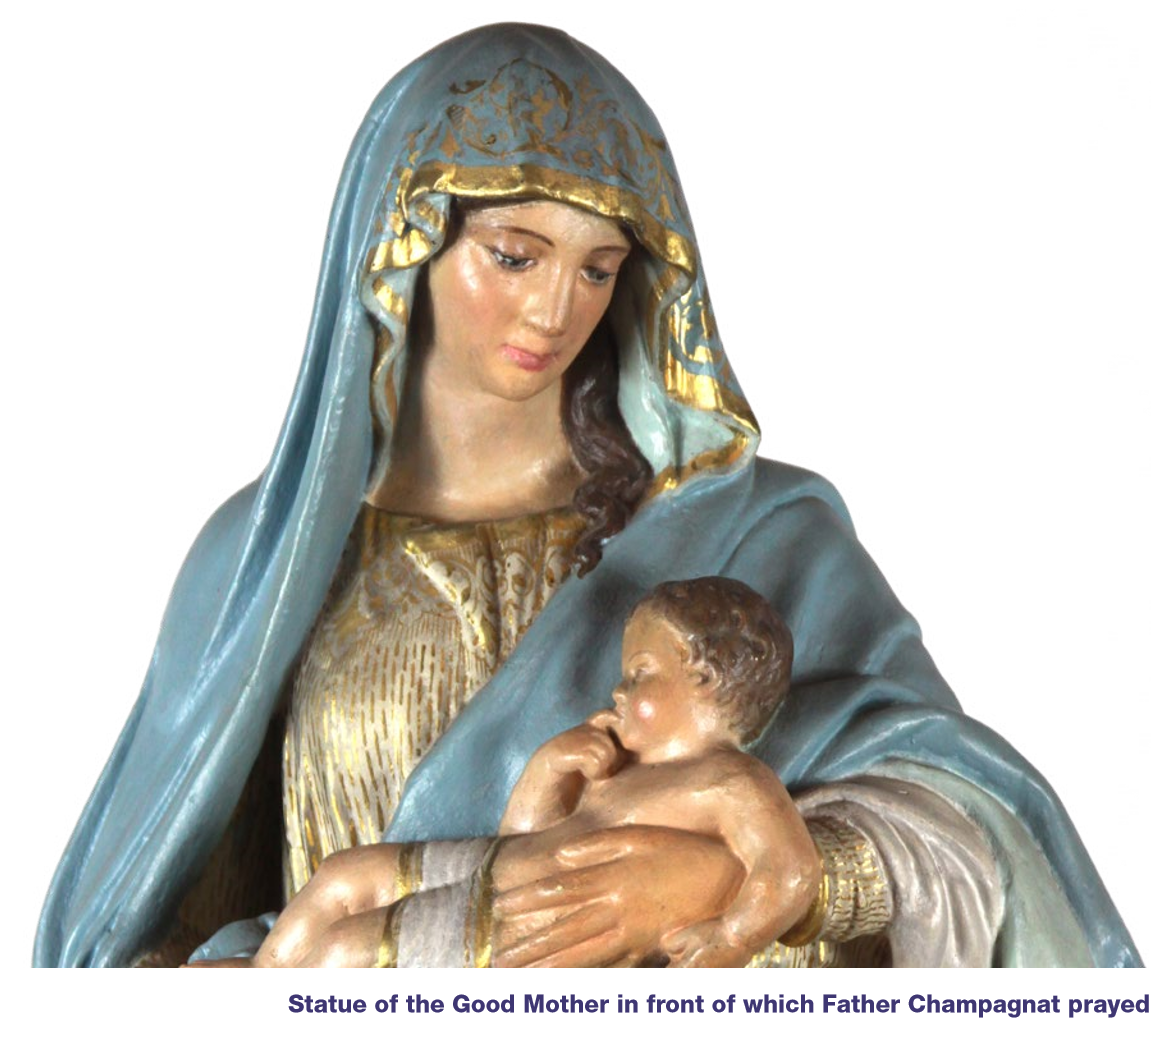 Statue of the Good Mother in front of which Father Champagnat prayed